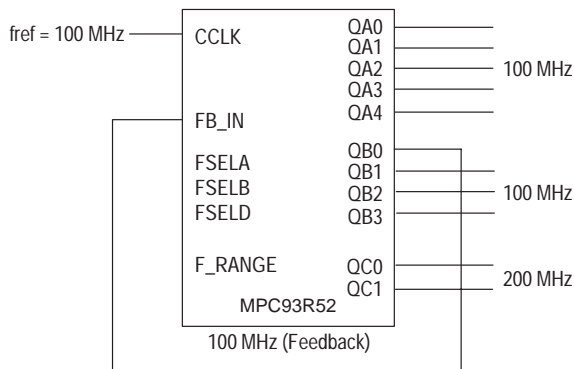 fref = 100 MHz
CCLK
FB_IN
FSELA
FSELB
FSELD
F_RANGE
QA0
QA1
QA2
QA3
QA4
100 MHz
QB0
QB1
QB2
QB3
100 MHz
QC0
QC1
200 MHz
MPC93R52
100 MHz (Feedback)